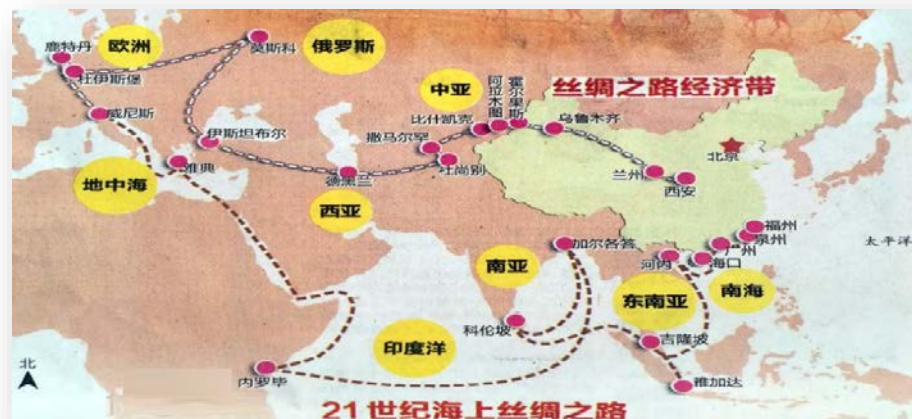 鹿特丹
欧洲
莫斯科
俄罗斯
杜伊斯堡
威尼斯
中亚
阿拉木图
霍尔果斯
丝绸之路经济带
比什凯克
乌鲁木齐
伊斯坦布尔
撒马尔罕
北京
雅典
杜尚别
兰州
地中海
德黑兰
西安
西亚
福州
泉州
加尔各答
广州
太平洋
南亚
河内
海口
东南亚
南海
科伦坡
吉隆坡
北
印度洋
内罗毕
雅加达
21世纪海上丝绸之路